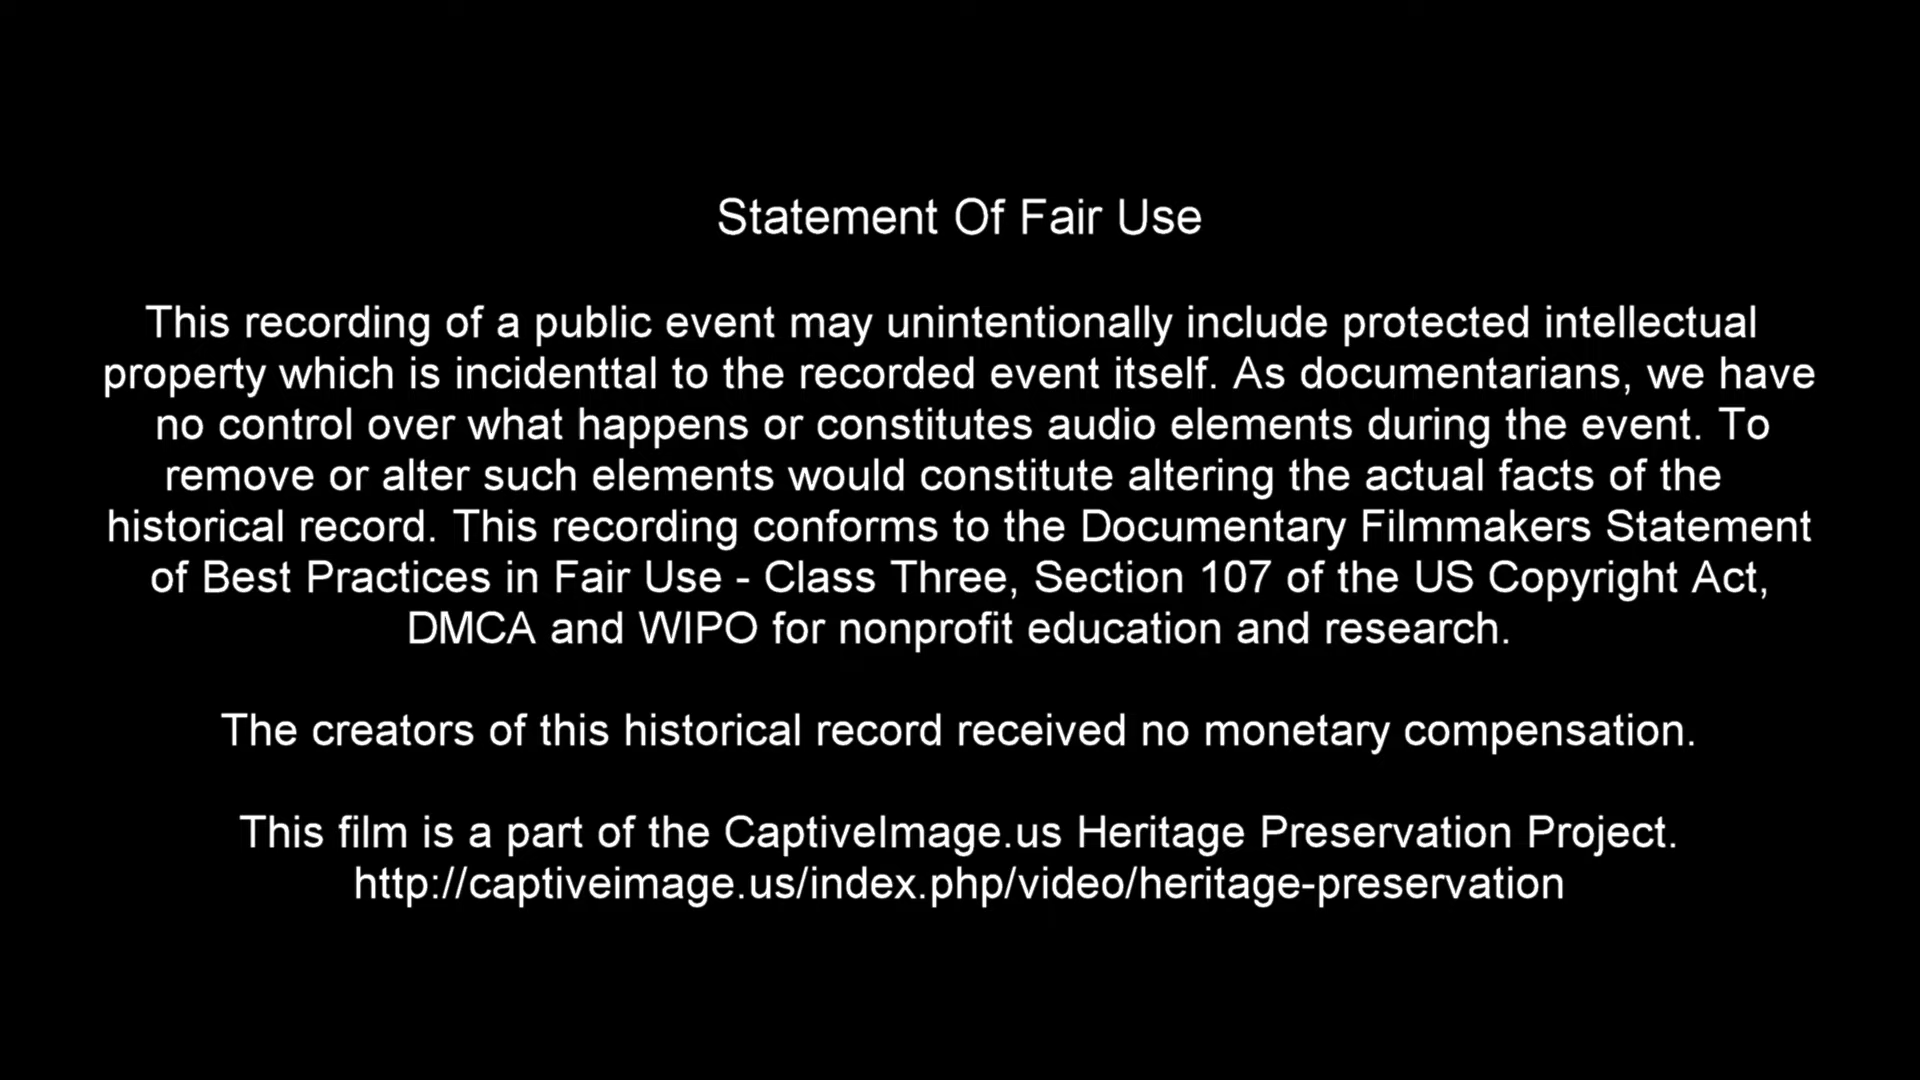 Statement Of Fair Use
This recording of a public event may unintentionally include protected intellectual
property which is incidenttal to the recorded event itself. As documentarians, we have
no control over what happens or constitutes audio elements during the event. To
remove or alter such elements would constitute altering the actual facts of the
historical record. This recording conforms to the Documentary Filmmakers Statement
of Best Practices in Fair Use - Class Three, Section 107 of the US Copyright Act,
DMCA and WIPO for nonprofit education and research.
The creators of this historical record received no monetary compensation.
This film is a part of the CaptiveImage.us Heritage Preservation Project.
http://captiveimage.us/index.php/video/heritage-preservation